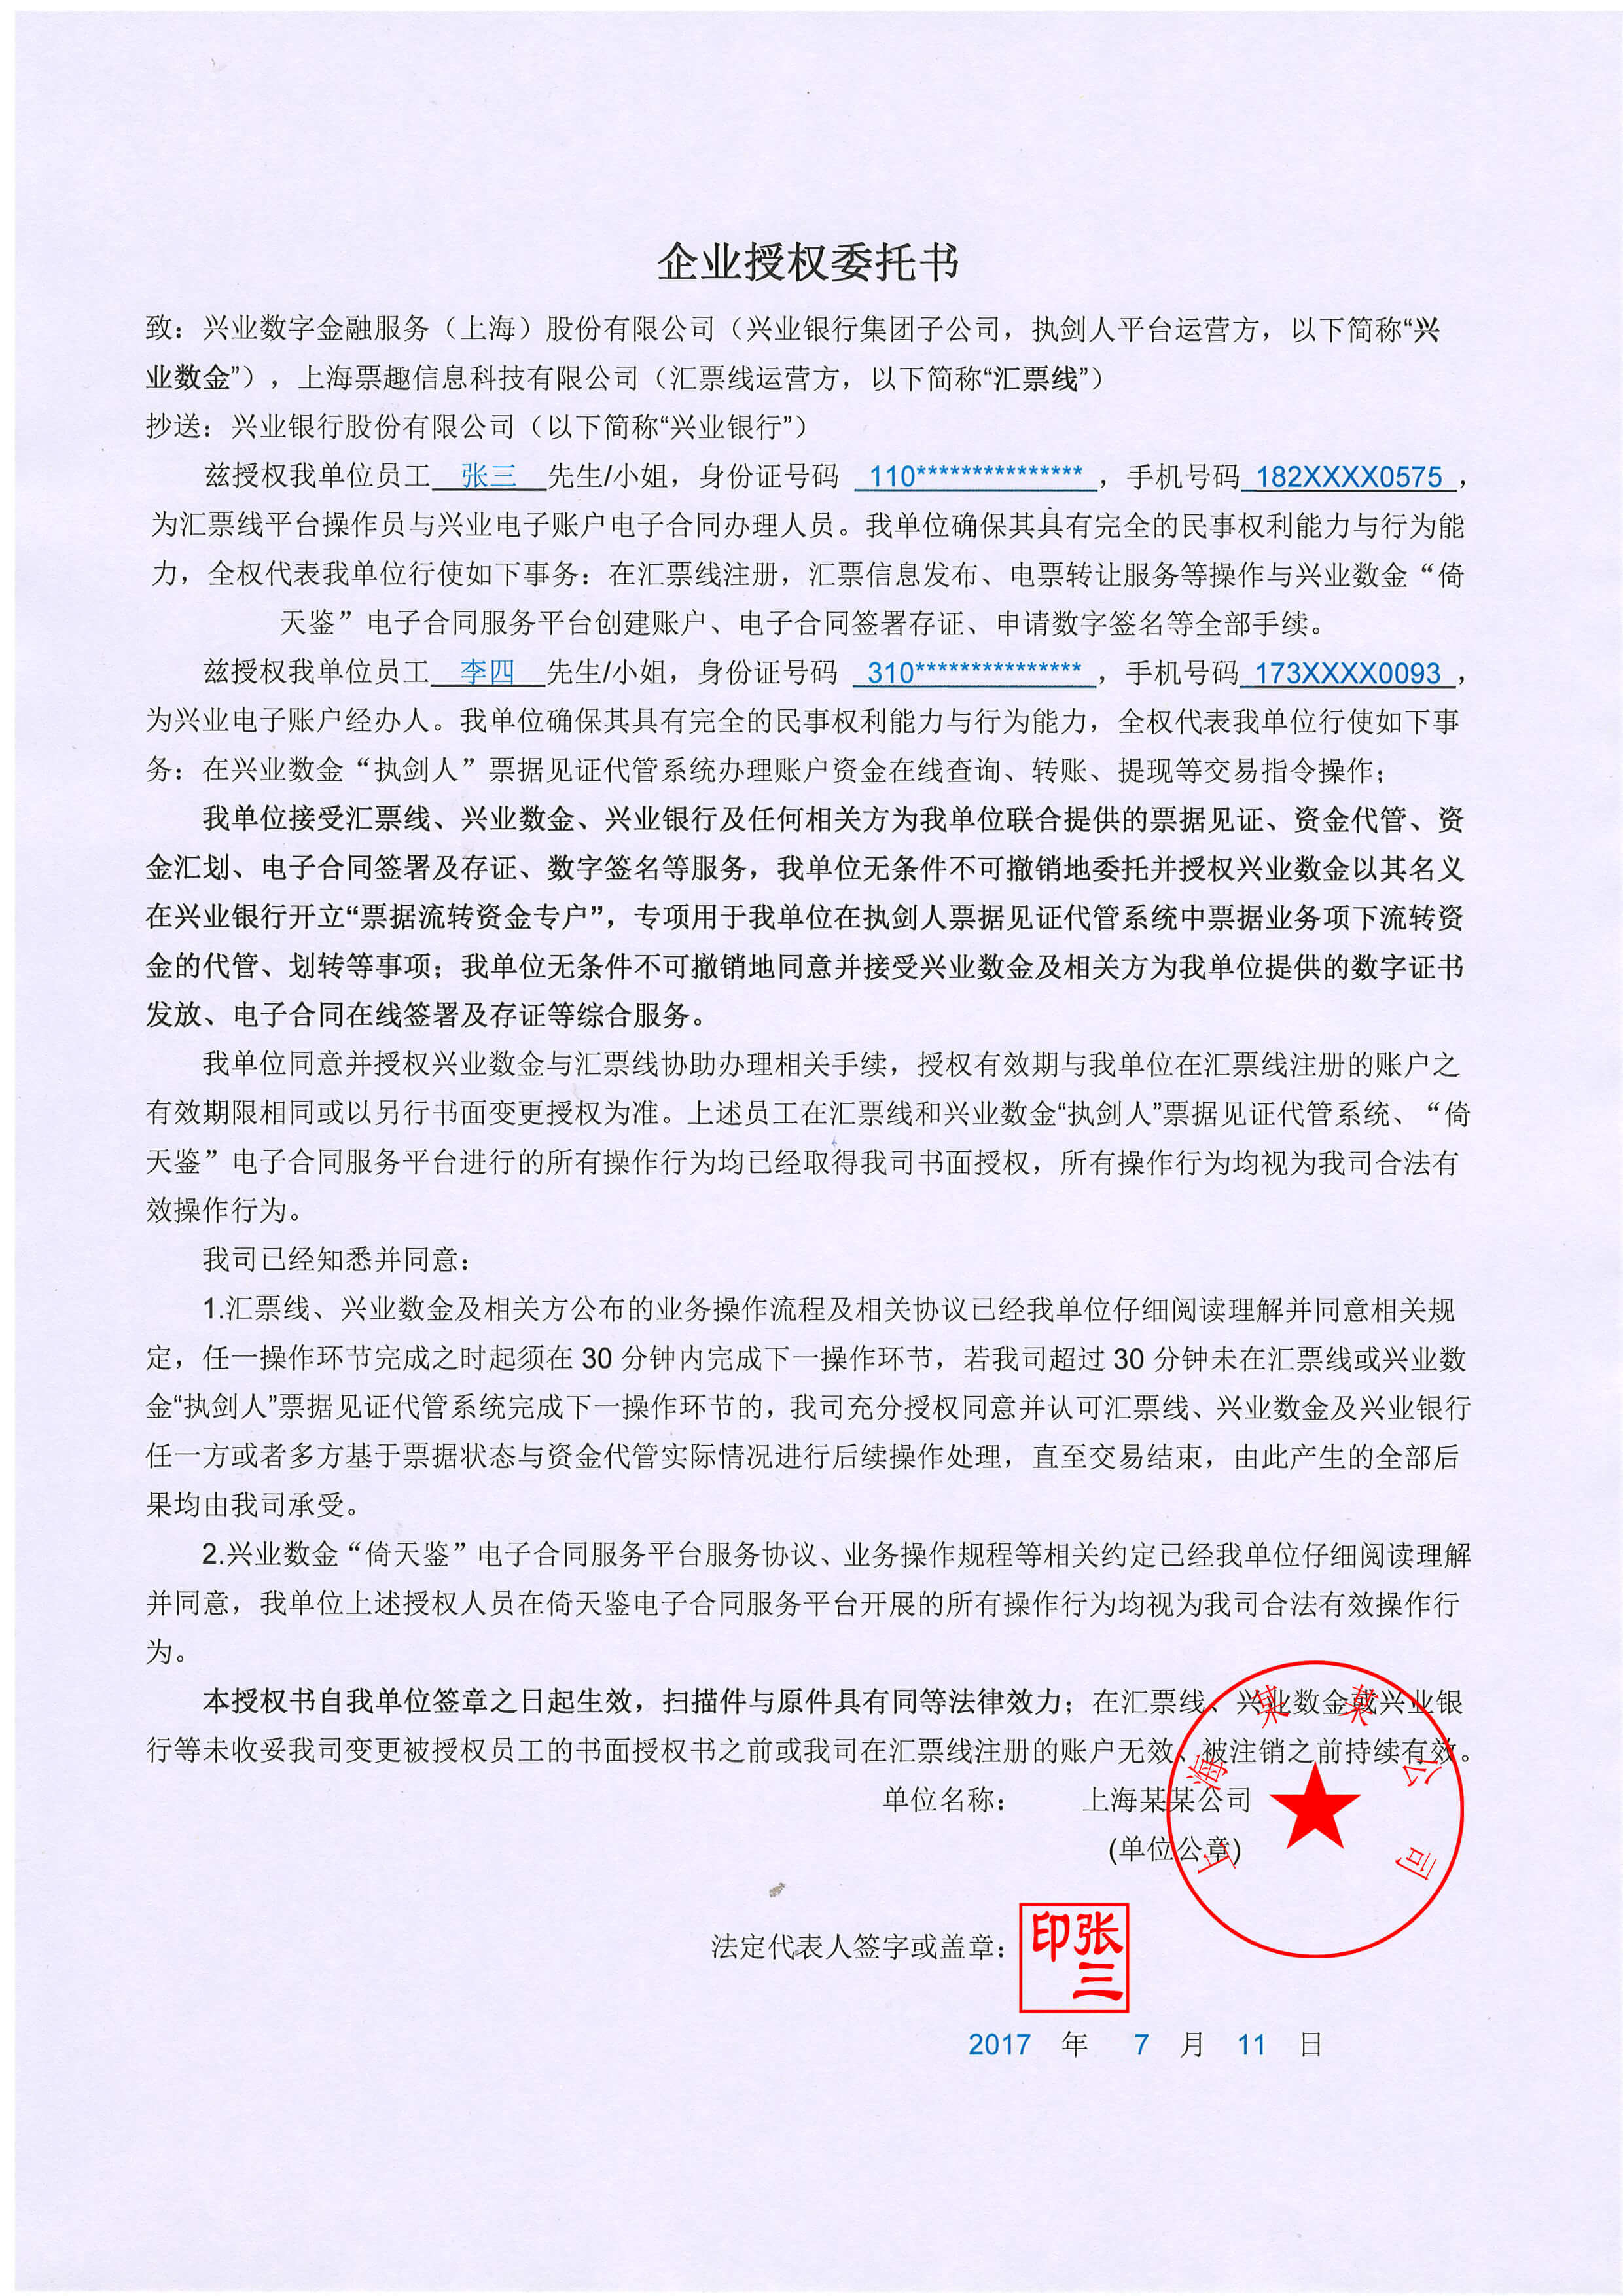 企业授权委托书
致：兴业数字金融服务（上海）股份有限公司（兴业银行集团子公司，执剑人平台运营方，以下简称“兴
业数金”），上海票趣信息科技有限公司（汇票线运营方，以下简称“汇票线”）
抄送：兴业银行股份有限公司（以下简称“兴业银行”）
兹授权我单位员工 张三 先生/小姐，身份证号码 110***************，手机号码 182XXXX0575，
为汇票线平台操作员与兴业电子账户电子合同办理人员。我单位确保其具有完全的民事权利能力与行为能
力，全权代表我单位行使如下事务：在汇票线注册，汇票信息发布、电票转让服务等操作与兴业数金“倚
天鉴”电子合同服务平台创建账户、电子合同签署存证、申请数字签名等全部手续。
兹授权我单位员工 李四 先生/小姐，身份证号码 310***************，手机号码 173XXXX0093，
为兴业电子账户经办人。我单位确保其具有完全的民事权利能力与行为能力，全权代表我单位行使如下事
务：在兴业数金“执剑人”票据见证代管系统办理账户资金在线查询、转账、提现等交易指令操作；
我单位接受汇票线、兴业数金、兴业银行及任何相关方为我单位联合提供的票据见证、资金代管、资
金汇划、电子合同签署及存证、数字签名等服务，我单位无条件不可撤销地委托并授权兴业数金以其名义
在兴业银行开立“票据流转资金专户”，专项用于我单位在执剑人票据见证代管系统中票据业务项下流转资
金的代管、划转等事项；我单位无条件不可撤销地同意并接受兴业数金及相关方为我单位提供的数字证书
发放、电子合同在线签署及存证等综合服务。
我单位同意并授权兴业数金与汇票线协助办理相关手续，授权有效期与我单位在汇票线注册的账户之
有效期限相同或以另行书面变更授权为准。上述员工在汇票线和兴业数金“执剑人”票据见证代管系统、“倚
天鉴”电子合同服务平台进行的所有操作行为均已经取得我司书面授权，所有操作行为均视为我司合法有
效操作行为。
我司已经知悉并同意：
1.汇票线、兴业数金及相关方公布的业务操作流程及相关协议已经我单位仔细阅读理解并同意相关规
定，任一操作环节完成之时起须在 30 分钟内完成下一操作环节，若我司超过 30 分钟未在汇票线或兴业数
金“执剑人”票据见证代管系统完成下一操作环节的，我司充分授权同意并认可汇票线、兴业数金及兴业银行
任一方或者多方基于票据状态与资金代管实际情况进行后续操作处理，直至交易结束，由此产生的全部后
果均由我司承受。
2.兴业数金“倚天鉴”电子合同服务平台服务协议、业务操作规程等相关约定已经我单位仔细阅读理解
并同意，我单位上述授权人员在倚天鉴电子合同服务平台开展的所有操作行为均视为我司合法有效操作行
为。
本授权书自我单位签章之日起生效，扫描件与原件具有同等法律效力；在汇票线、兴业数金或兴业银
行等未收妥我司变更被授权员工的书面授权书之前或我司在汇票线注册的账户无效、被注销之前持续有效。
单位名称： 上海某某公司
(单位公章)
上海某某公司
法定代表人签字或盖章：
张三印
2017 年 7 月 11 日